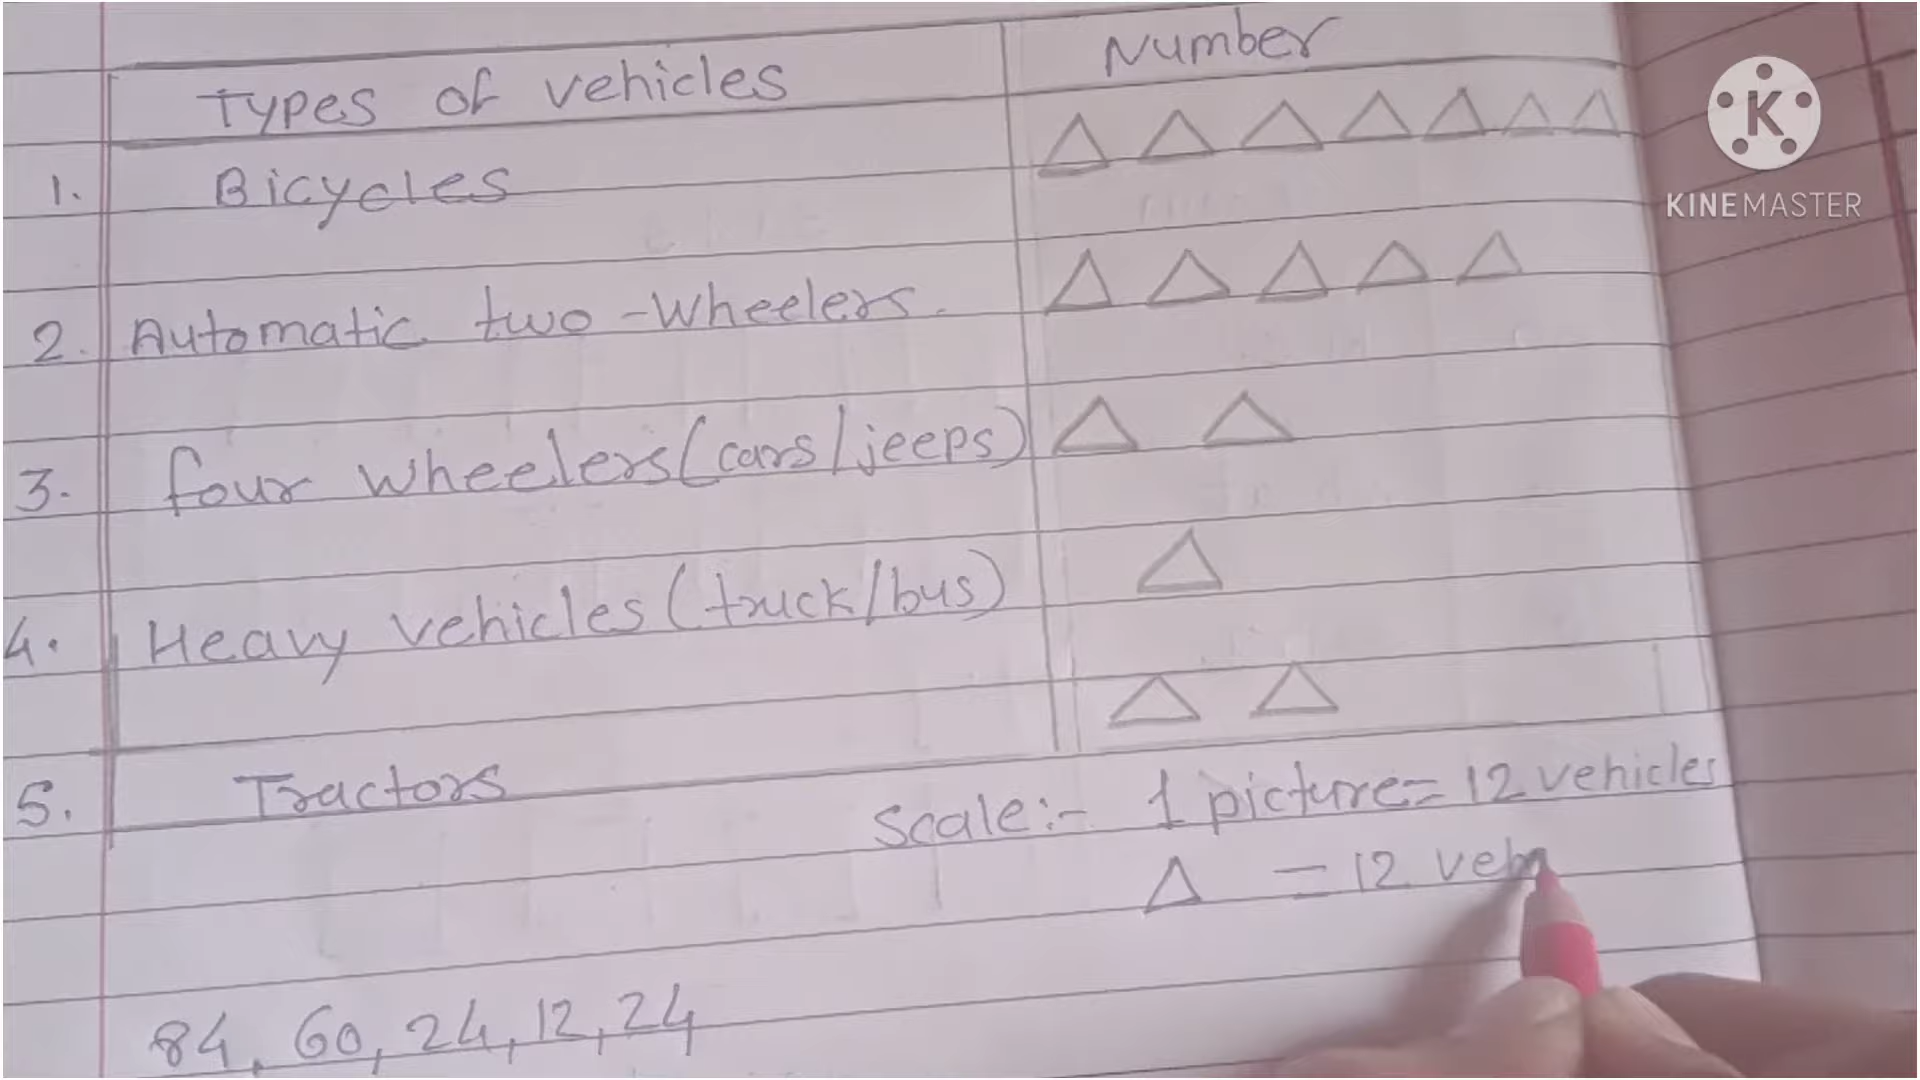 Types of vehicles Number
1. Bicycles △ △ △ △ △ △ △
2. Automatic two-wheelers. △ △ △ △ △
3. four wheelers(cars/jeeps) △ △
4. Heavy vehicles(truck/bus) △
5. Tractors △ △
Scale:- 1 picture = 12 vehicles
△ = 12 veh
84, 60, 24, 12, 24
K
KINEMASTER